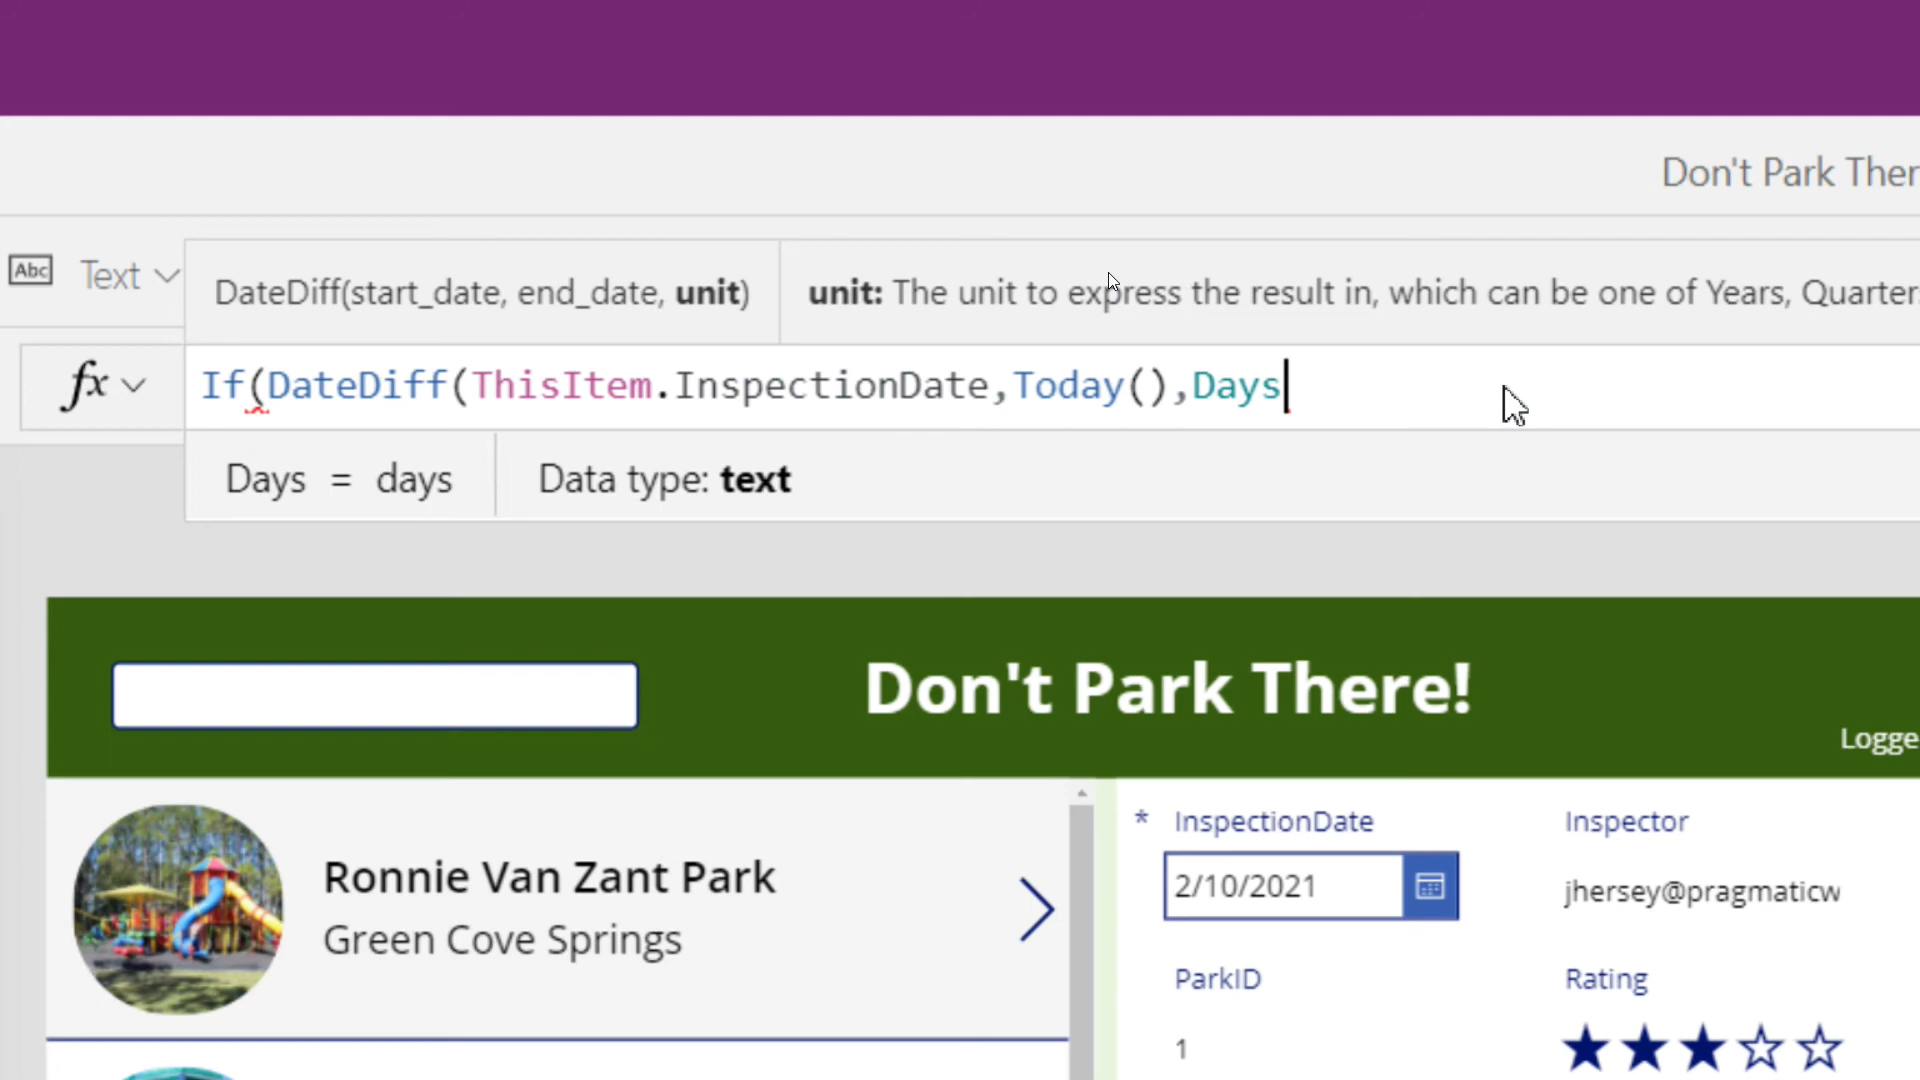 Don't Park Ther
Abc Text
DateDiff(start_date, end_date, unit) unit: The unit to express the result in, which can be one of Years, Quarter
fx If(DateDiff(ThisItem.InspectionDate,Today(),Days
Days = days Data type: text
Don't Park There!
Logge
* InspectionDate Inspector
Ronnie Van Zant Park
2/10/2021 jhersey@pragmaticw
Green Cove Springs
ParkID Rating
1